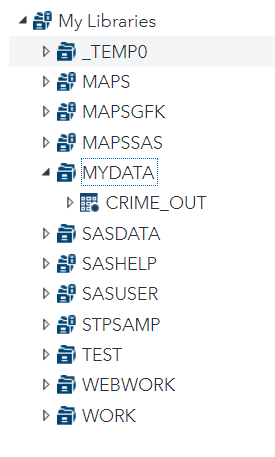 My Libraries
_TEMP0
MAPS
MAPSGFK
MAPSSAS
MYDATA
CRIME_OUT
SASDATA
SASHELP
SASUSER
STPSAMP
TEST
WEBWORK
WORK